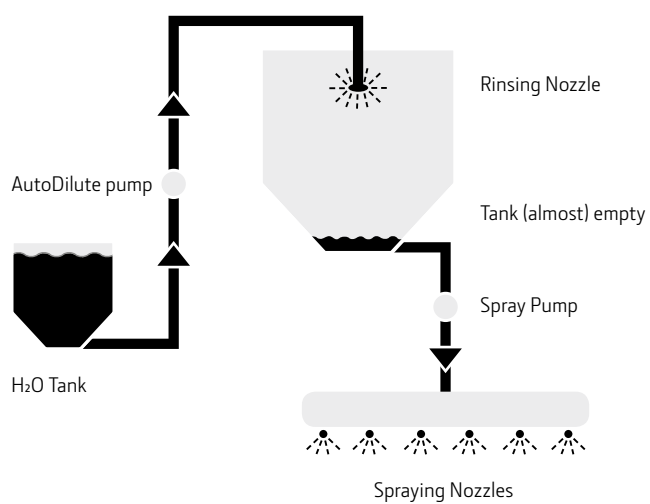 Rinsing Nozzle
AutoDilute pump
Tank (almost) empty
Spray Pump
H₂O Tank
Spraying Nozzles